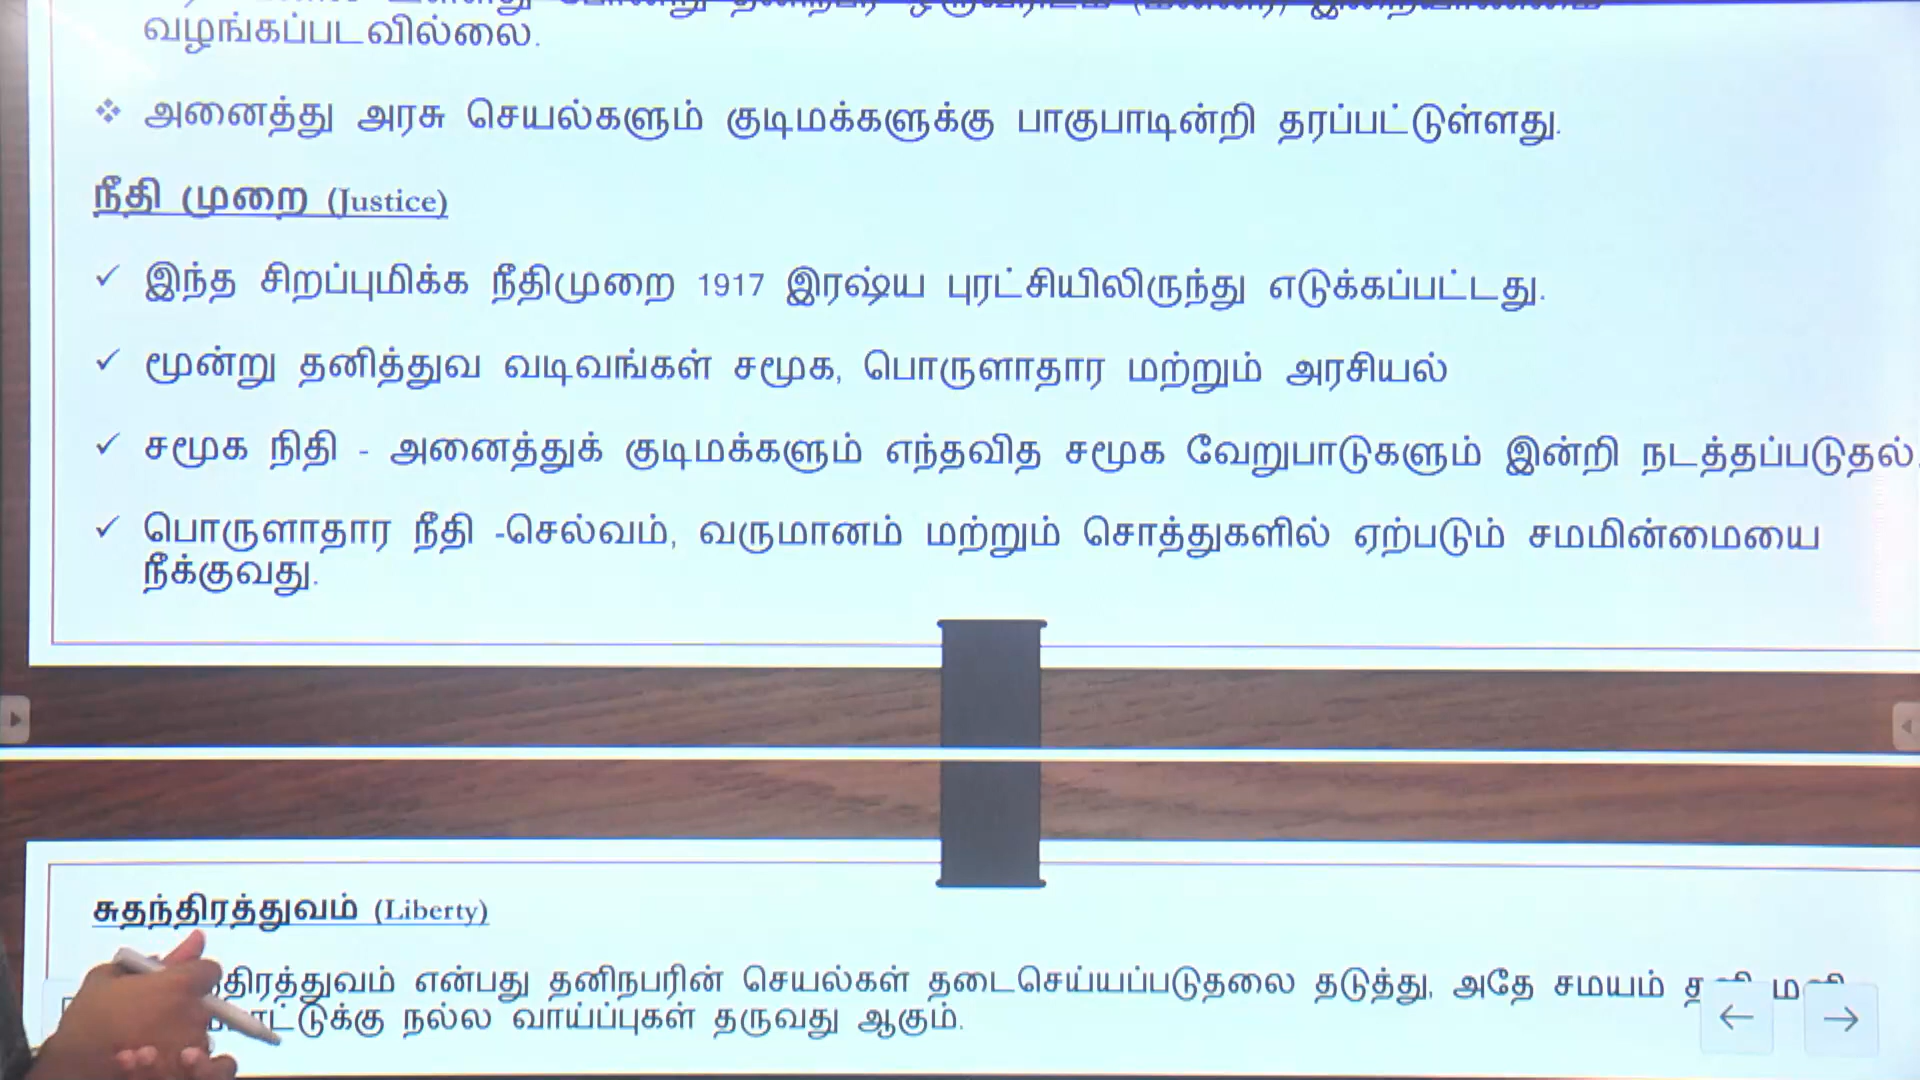 வழங்கப்படவில்லை.
❖ அனைத்து அரசு செயல்களும் குடிமக்களுக்கு பாகுபாடின்றி தரப்பட்டுள்ளது.
நீதி முறை (Justice)
✓ இந்த சிறப்புமிக்க நீதிமுறை 1917 இரஷ்ய புரட்சியிலிருந்து எடுக்கப்பட்டது.
✓ மூன்று தனித்துவ வடிவங்கள் சமூக, பொருளாதார மற்றும் அரசியல்
✓ சமூக நிதி - அனைத்துக் குடிமக்களும் எந்தவித சமூக வேறுபாடுகளும் இன்றி நடத்தப்படுதல்.
✓ பொருளாதார நீதி -செல்வம், வருமானம் மற்றும் சொத்துகளில் ஏற்படும் சமமின்மையை
நீக்குவது.
சுதந்திரத்துவம் (Liberty)
என்பது தனிநபரின் செயல்கள் தடைசெய்யப்படுதலை தடுத்து, அதே சமயம்
நல்ல வாய்ப்புகள் தருவது ஆகும்.